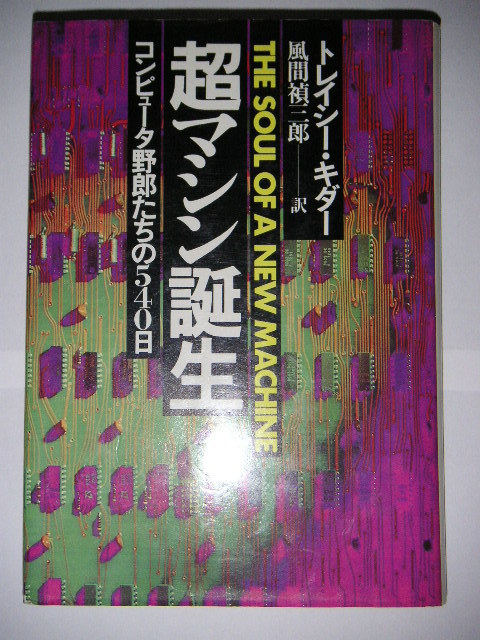 トレイシー・キダー
風間禎三郎──訳
THE SOUL OF A NEW MACHINE
超マシン誕生
コンピュータ野郎たちの540日